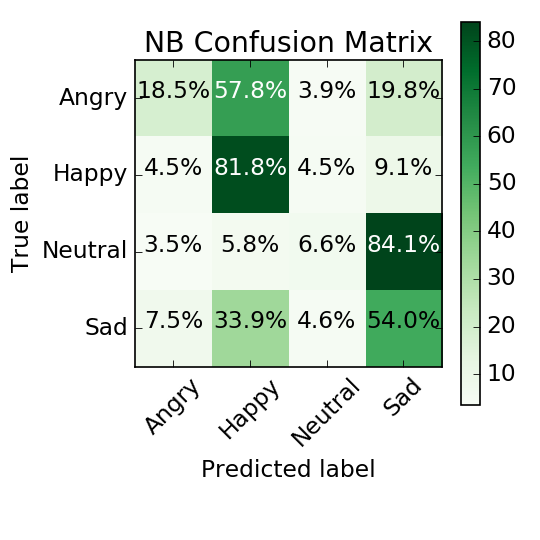 NB Confusion Matrix
Angry 18.5% 57.8% 3.9% 19.8%
Happy 4.5% 81.8% 4.5% 9.1%
Neutral 3.5% 5.8% 6.6% 84.1%
Sad 7.5% 33.9% 4.6% 54.0%
Angry Happy Neutral Sad
Predicted label
True label
80
70
60
50
40
30
20
10